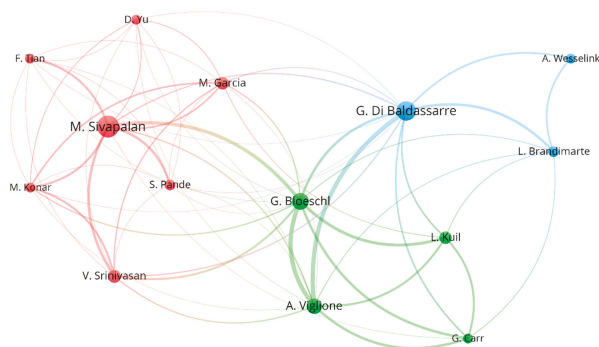 D. Yu
F. Tian
A. Wesselink
M. Garcia
G. Di Baldassarre
M. Sivapalan
L. Brandimarte
S. Pande
M. Konar
G. Bloeschl
L. Kuil
V. Srinivasan
A. Viglione
G. Carr